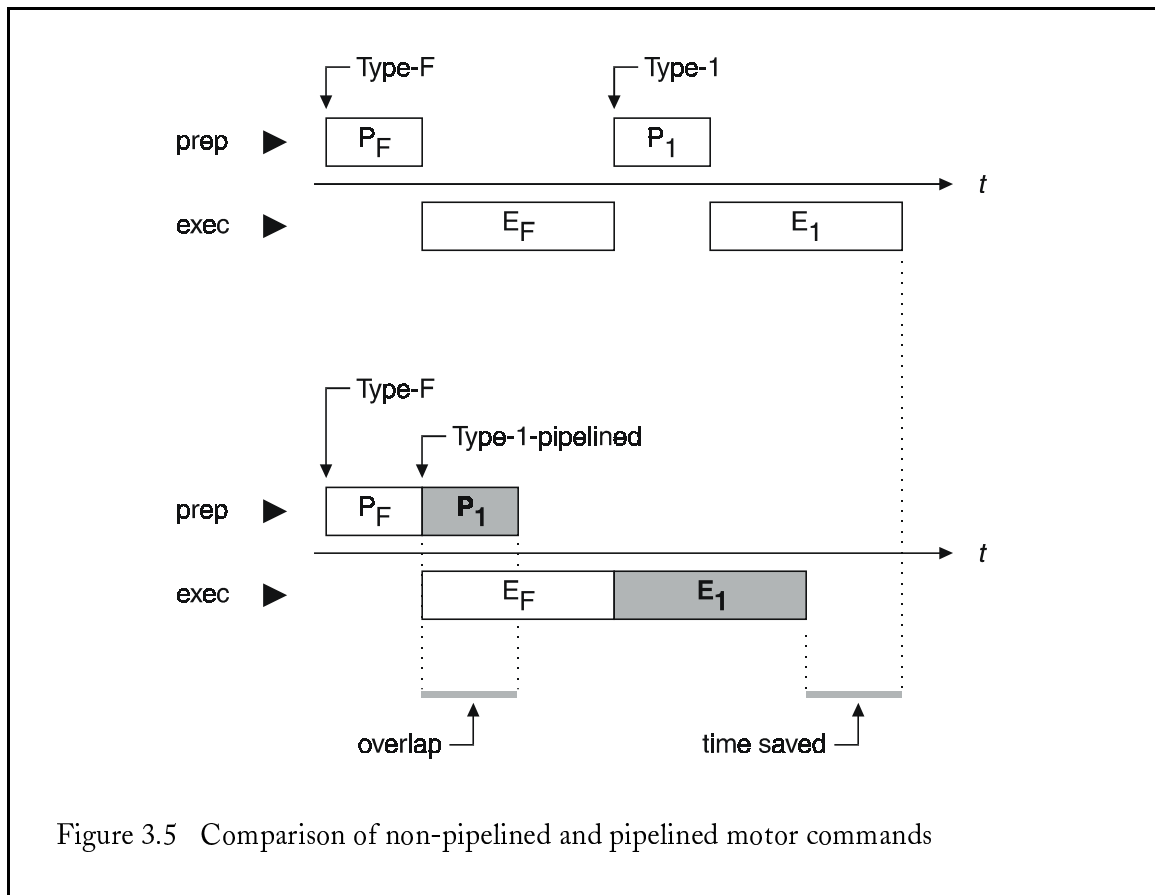 Type-F
Type-1
prep ▶ P_F P_1
t
exec ▶ E_F E_1
Type-F
Type-1-pipelined
prep ▶ P_F P_1
t
exec ▶ E_F E_1
overlap time saved
Figure 3.5 Comparison of non-pipelined and pipelined motor commands